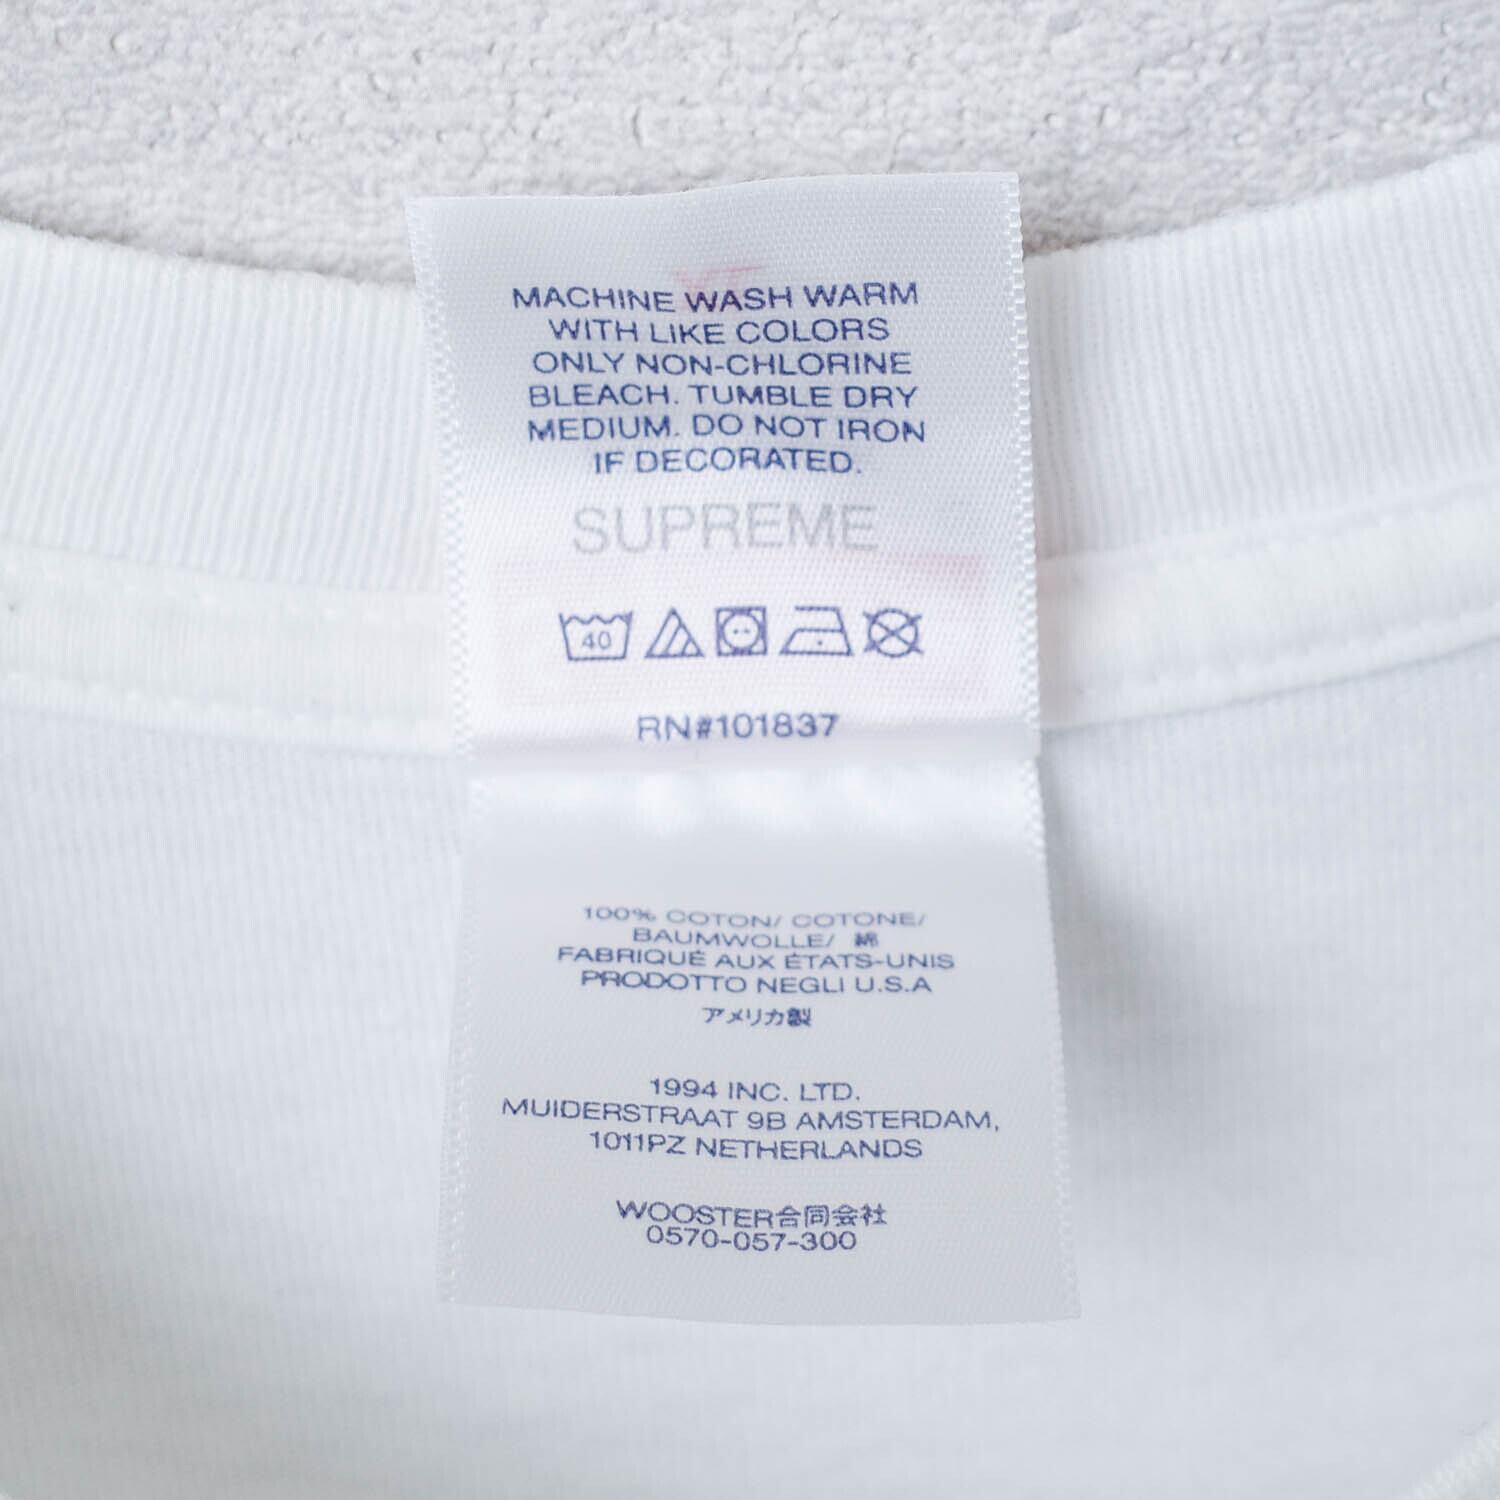 MACHINE WASH WARM
WITH LIKE COLORS
ONLY NON-CHLORINE
BLEACH. TUMBLE DRY
MEDIUM. DO NOT IRON
IF DECORATED.
SUPREME
40
RN#101837
100% COTON/ COTONE/
BAUMWOLLE/ 綿
FABRIQUÉ AUX ÉTATS-UNIS
PRODOTTO NEGLI U.S.A
アメリカ製
1994 INC. LTD.
MUIDERSTRAAT 9B AMSTERDAM,
1011PZ NETHERLANDS
WOOSTER合同会社
0570-057-300